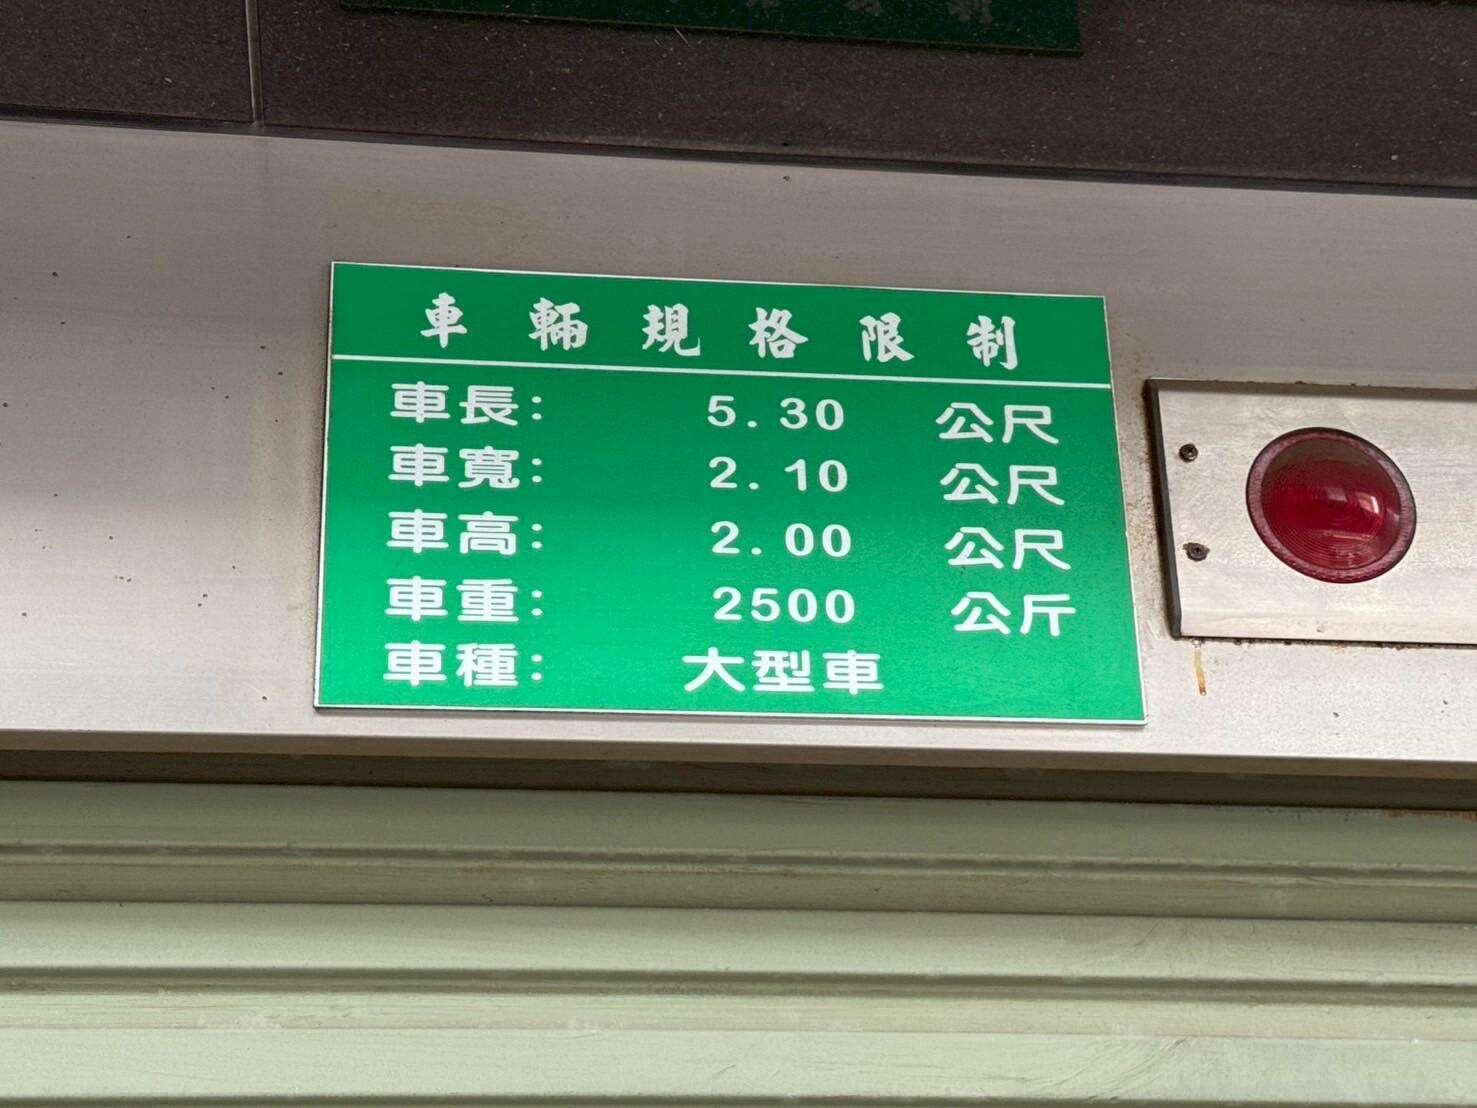 車輛規格限制
車長: 5.30 公尺
車寬: 2.10 公尺
車高: 2.00 公尺
車重: 2500 公斤
車種: 大型車